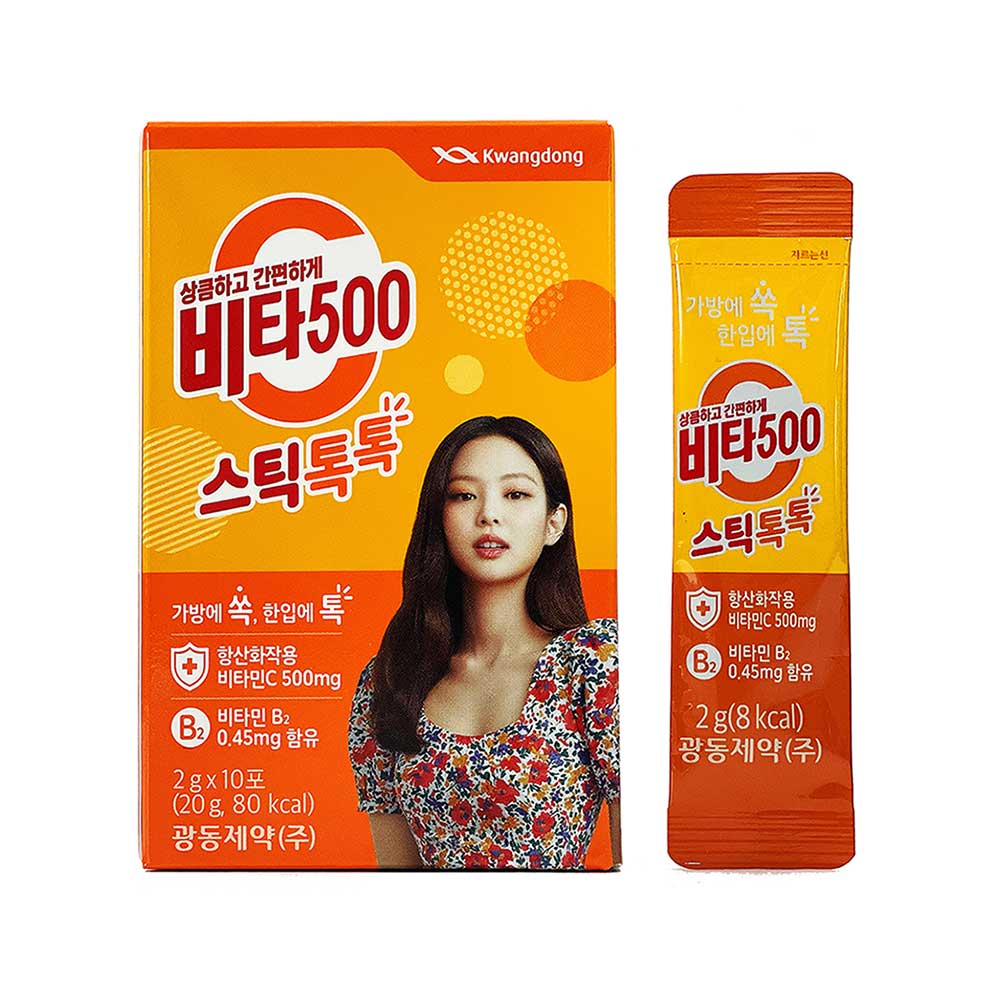 Kwangdong
상큼하고 간편하게
비타500
스틱톡톡
가방에 쏙, 한입에 톡
항산화작용
비타민C 500mg
B₂
비타민 B₂
0.45mg 함유
2 g x 10포
(20 g, 80 kcal)
광동제약(주)
자르는선
가방에 쏙
한입에 톡
상큼하고 간편하게
비타500
스틱톡톡
항산화작용
비타민C 500mg
B₂
비타민 B₂
0.45mg 함유
2 g(8 kcal)
광동제약(주)